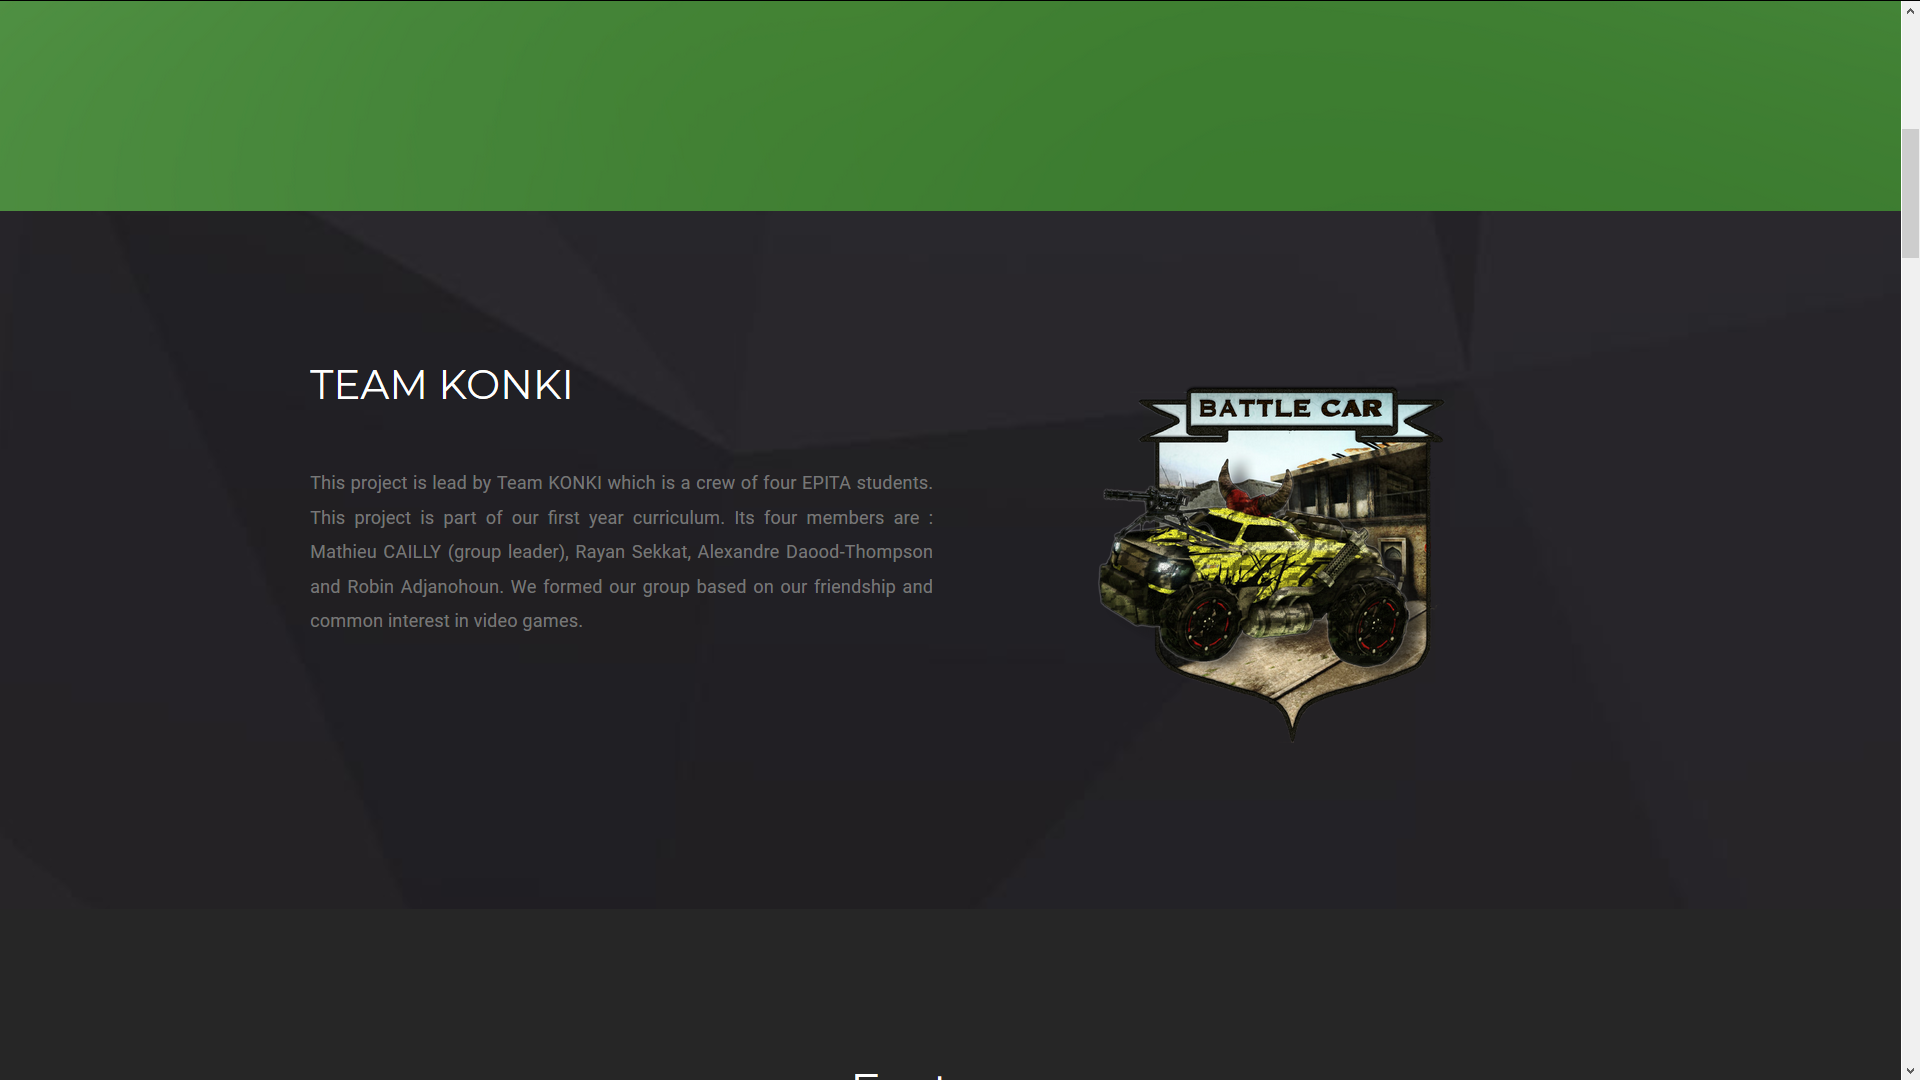 TEAM KONKI
BATTLE CAR
This project is lead by Team KONKI which is a crew of four EPITA students.
This project is part of our first year curriculum. Its four members are :
Mathieu CAILLY (group leader), Rayan Sekkat, Alexandre Daood-Thompson
and Robin Adjanohoun. We formed our group based on our friendship and
common interest in video games.